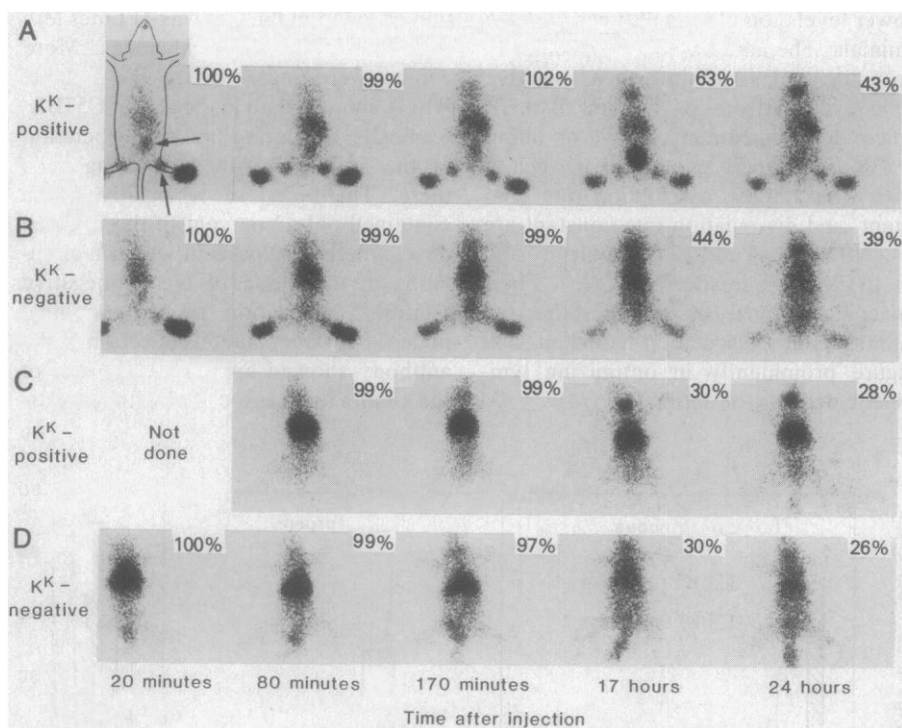 ower levels
A
100% 99% 102% 63% 43%
Kᴷ –
positive
B
100% 99% 99% 44% 39%
Kᴷ –
negative
C
99% 99% 30% 28%
Kᴷ –
positive
Not
done
D
100% 99% 97% 30% 26%
Kᴷ –
negative
20 minutes 80 minutes 170 minutes 17 hours 24 hours
Time after injection